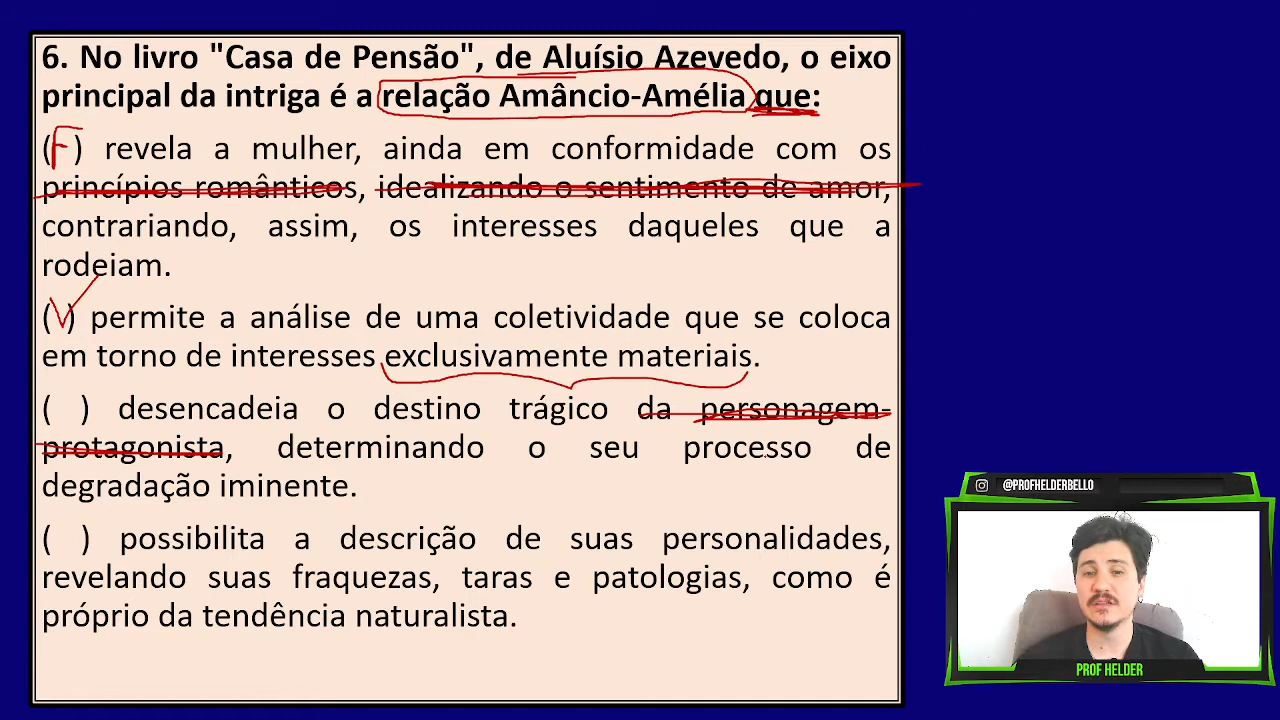 6. No livro "Casa de Pensão", de Aluísio Azevedo, o eixo
principal da intriga é a relação Amâncio-Amélia que:
(F) revela a mulher, ainda em conformidade com os
princípios românticos, idealizando o sentimento de amor,
contrariando, assim, os interesses daqueles que a
rodeiam.
(V) permite a análise de uma coletividade que se coloca
em torno de interesses exclusivamente materiais.
( ) desencadeia o destino trágico da personagem-
protagonista, determinando o seu processo de
degradação iminente.
( ) possibilita a descrição de suas personalidades,
revelando suas fraquezas, taras e patologias, como é
próprio da tendência naturalista.
@PROFHELDERBELLO
PROF HELDER